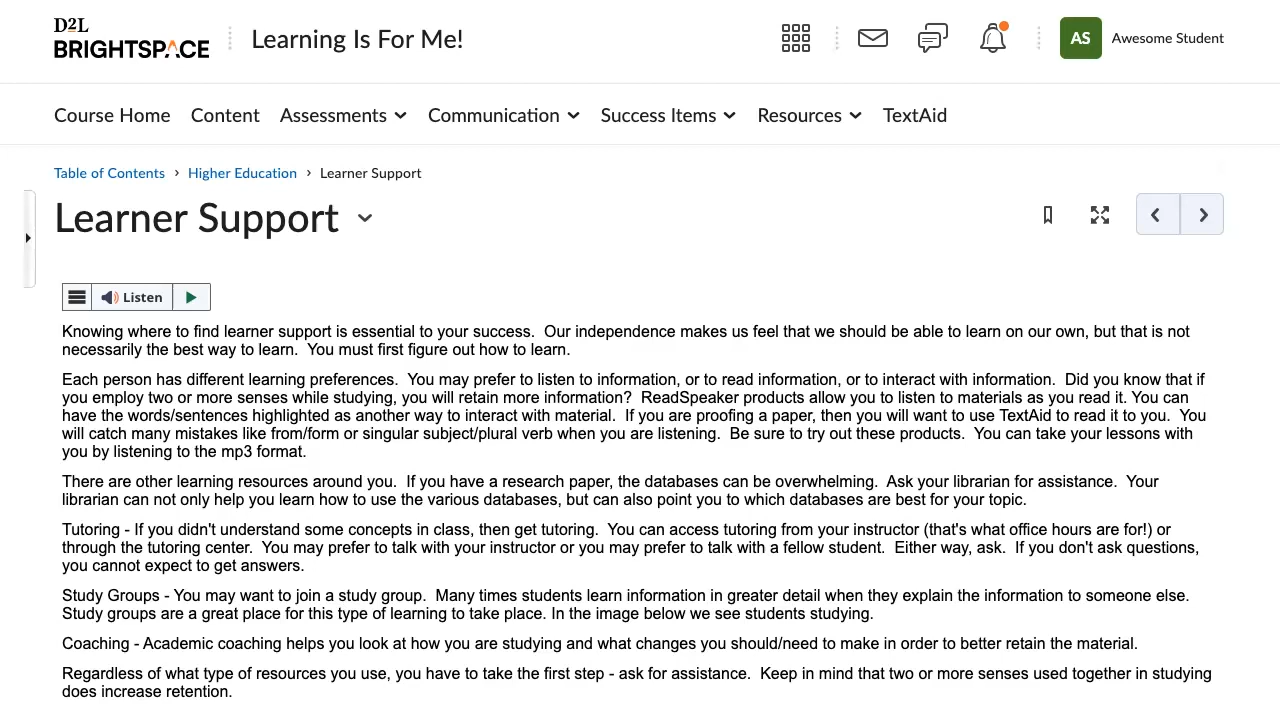 D2L
BRIGHTSPACE
Learning Is For Me!
AS
Awesome Student
Course Home
Content
Assessments
Communication
Success Items
Resources
TextAid
Table of Contents › Higher Education › Learner Support
Learner Support
Listen
Knowing where to find learner support is essential to your success.  Our independence makes us feel that we should be able to learn on our own, but that is not
necessarily the best way to learn.  You must first figure out how to learn.
Each person has different learning preferences.  You may prefer to listen to information, or to read information, or to interact with information.  Did you know that if
you employ two or more senses while studying, you will retain more information?  ReadSpeaker products allow you to listen to materials as you read it. You can
have the words/sentences highlighted as another way to interact with material.  If you are proofing a paper, then you will want to use TextAid to read it to you.  You
will catch many mistakes like from/form or singular subject/plural verb when you are listening.  Be sure to try out these products.  You can take your lessons with
you by listening to the mp3 format.
There are other learning resources around you.  If you have a research paper, the databases can be overwhelming.  Ask your librarian for assistance.  Your
librarian can not only help you learn how to use the various databases, but can also point you to which databases are best for your topic.
Tutoring - If you didn't understand some concepts in class, then get tutoring.  You can access tutoring from your instructor (that's what office hours are for!) or
through the tutoring center.  You may prefer to talk with your instructor or you may prefer to talk with a fellow student.  Either way, ask.  If you don't ask questions,
you cannot expect to get answers.
Study Groups - You may want to join a study group.  Many times students learn information in greater detail when they explain the information to someone else.
Study groups are a great place for this type of learning to take place. In the image below we see students studying.
Coaching - Academic coaching helps you look at how you are studying and what changes you should/need to make in order to better retain the material.
Regardless of what type of resources you use, you have to take the first step - ask for assistance.  Keep in mind that two or more senses used together in studying
does increase retention.